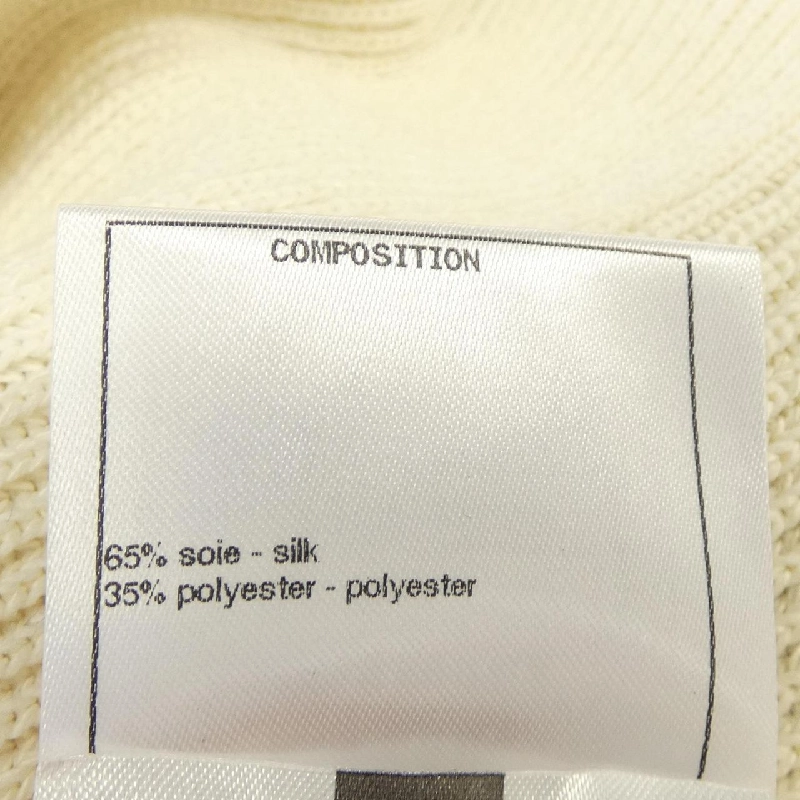 COMPOSITION
65% soie - silk
35% polyester - polyester